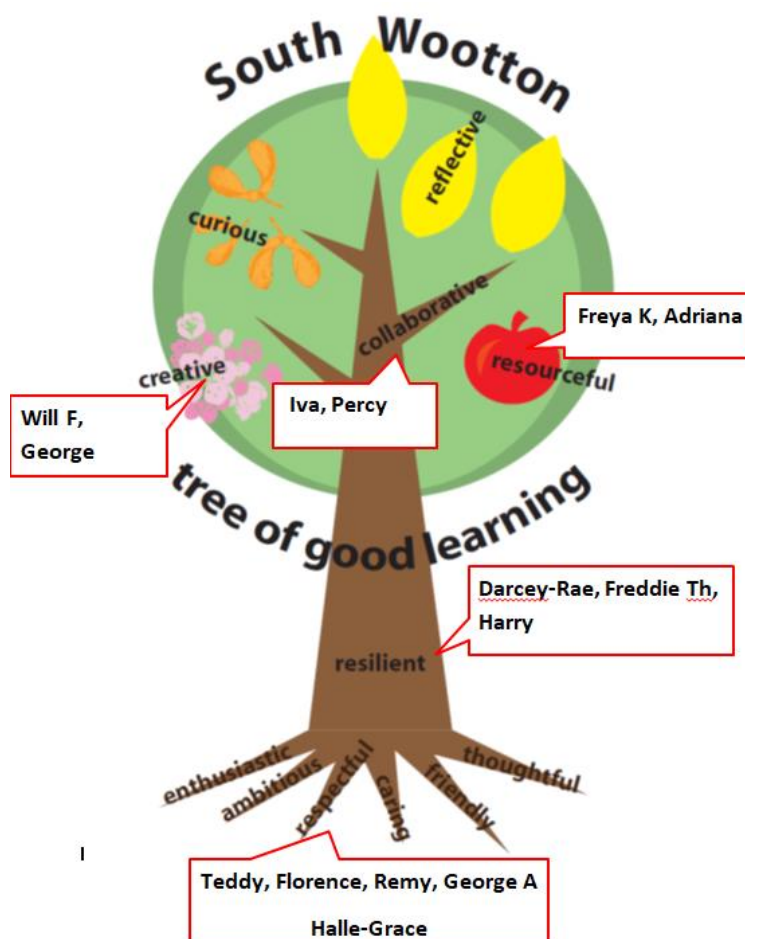 South Wootton
reflective
curious
collaborative
Freya K, Adriana
resourceful
creative
Iva, Percy
Will F,
George
tree of good learning
Darcey-Rae, Freddie Th,
Harry
resilient
enthusiastic
ambitious
respectful
caring
friendly
thoughtful
Teddy, Florence, Remy, George A
Halle-Grace